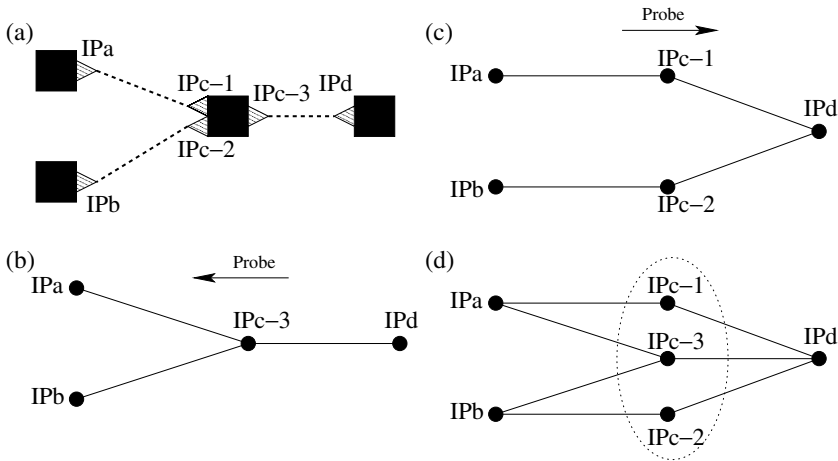 (a)
IPa
IPc−1
IPc−3
IPd
IPc−2
IPb
(b)
Probe
IPa
IPc−3
IPd
IPb
(c)
Probe
IPc−1
IPa
IPd
IPb
IPc−2
(d)
IPc−1
IPa
IPc−3
IPd
IPb
IPc−2